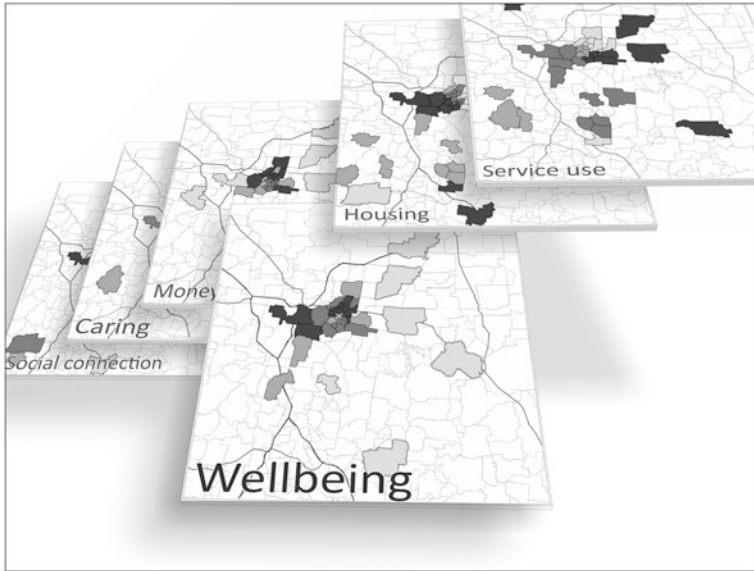 Service use
Housing
Money
Caring
Social connection
Wellbeing